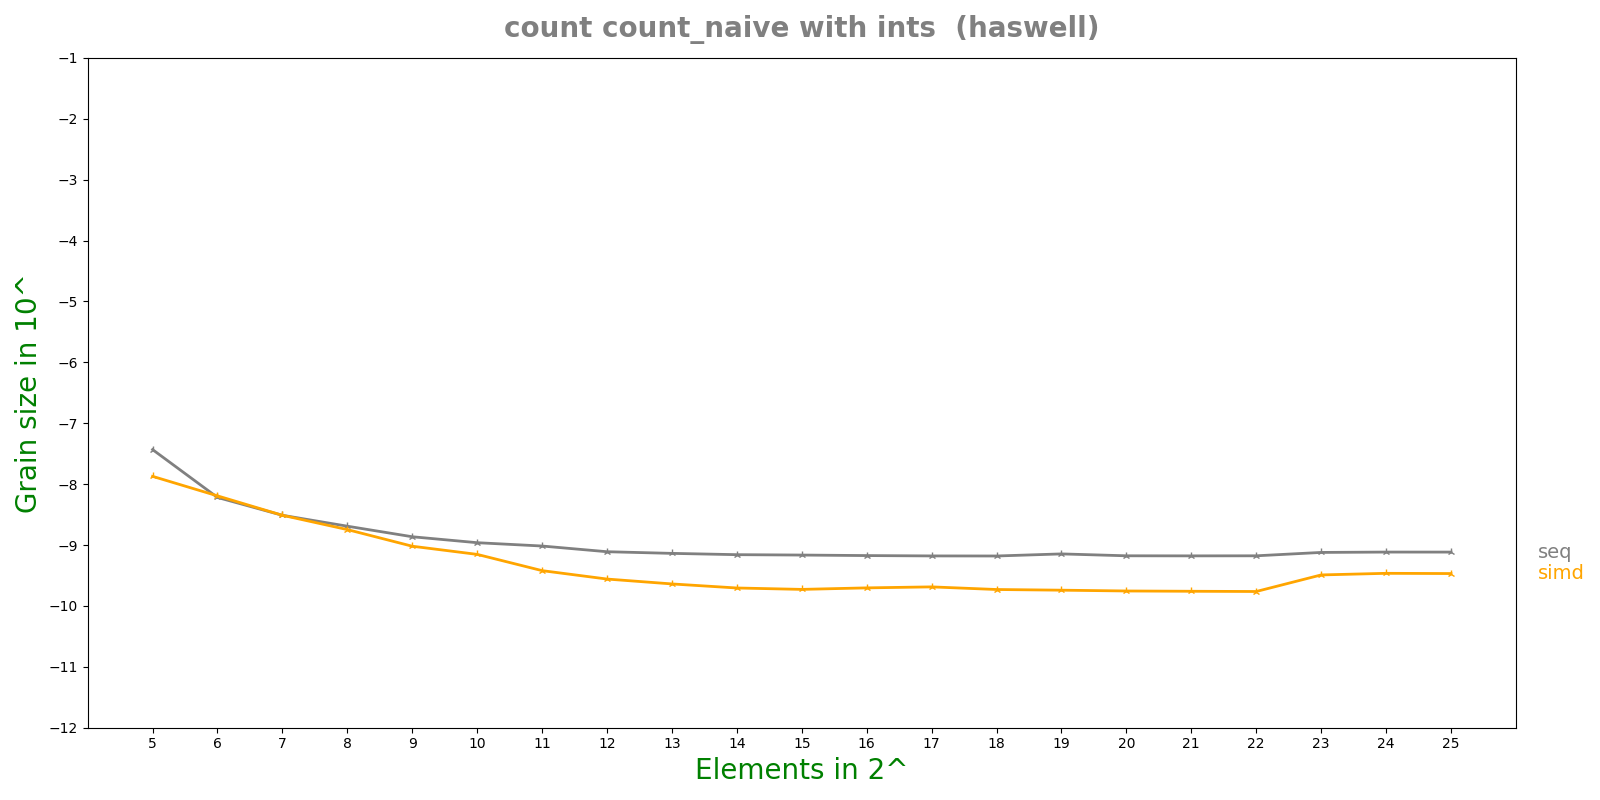 count count_naive with ints  (haswell)
Grain size in 10^
−1
−2
−3
−4
−5
−6
−7
−8
−9
−10
−11
−12
seq
simd
5 6 7 8 9 10 11 12 13 14 15 16 17 18 19 20 21 22 23 24 25
Elements in 2^